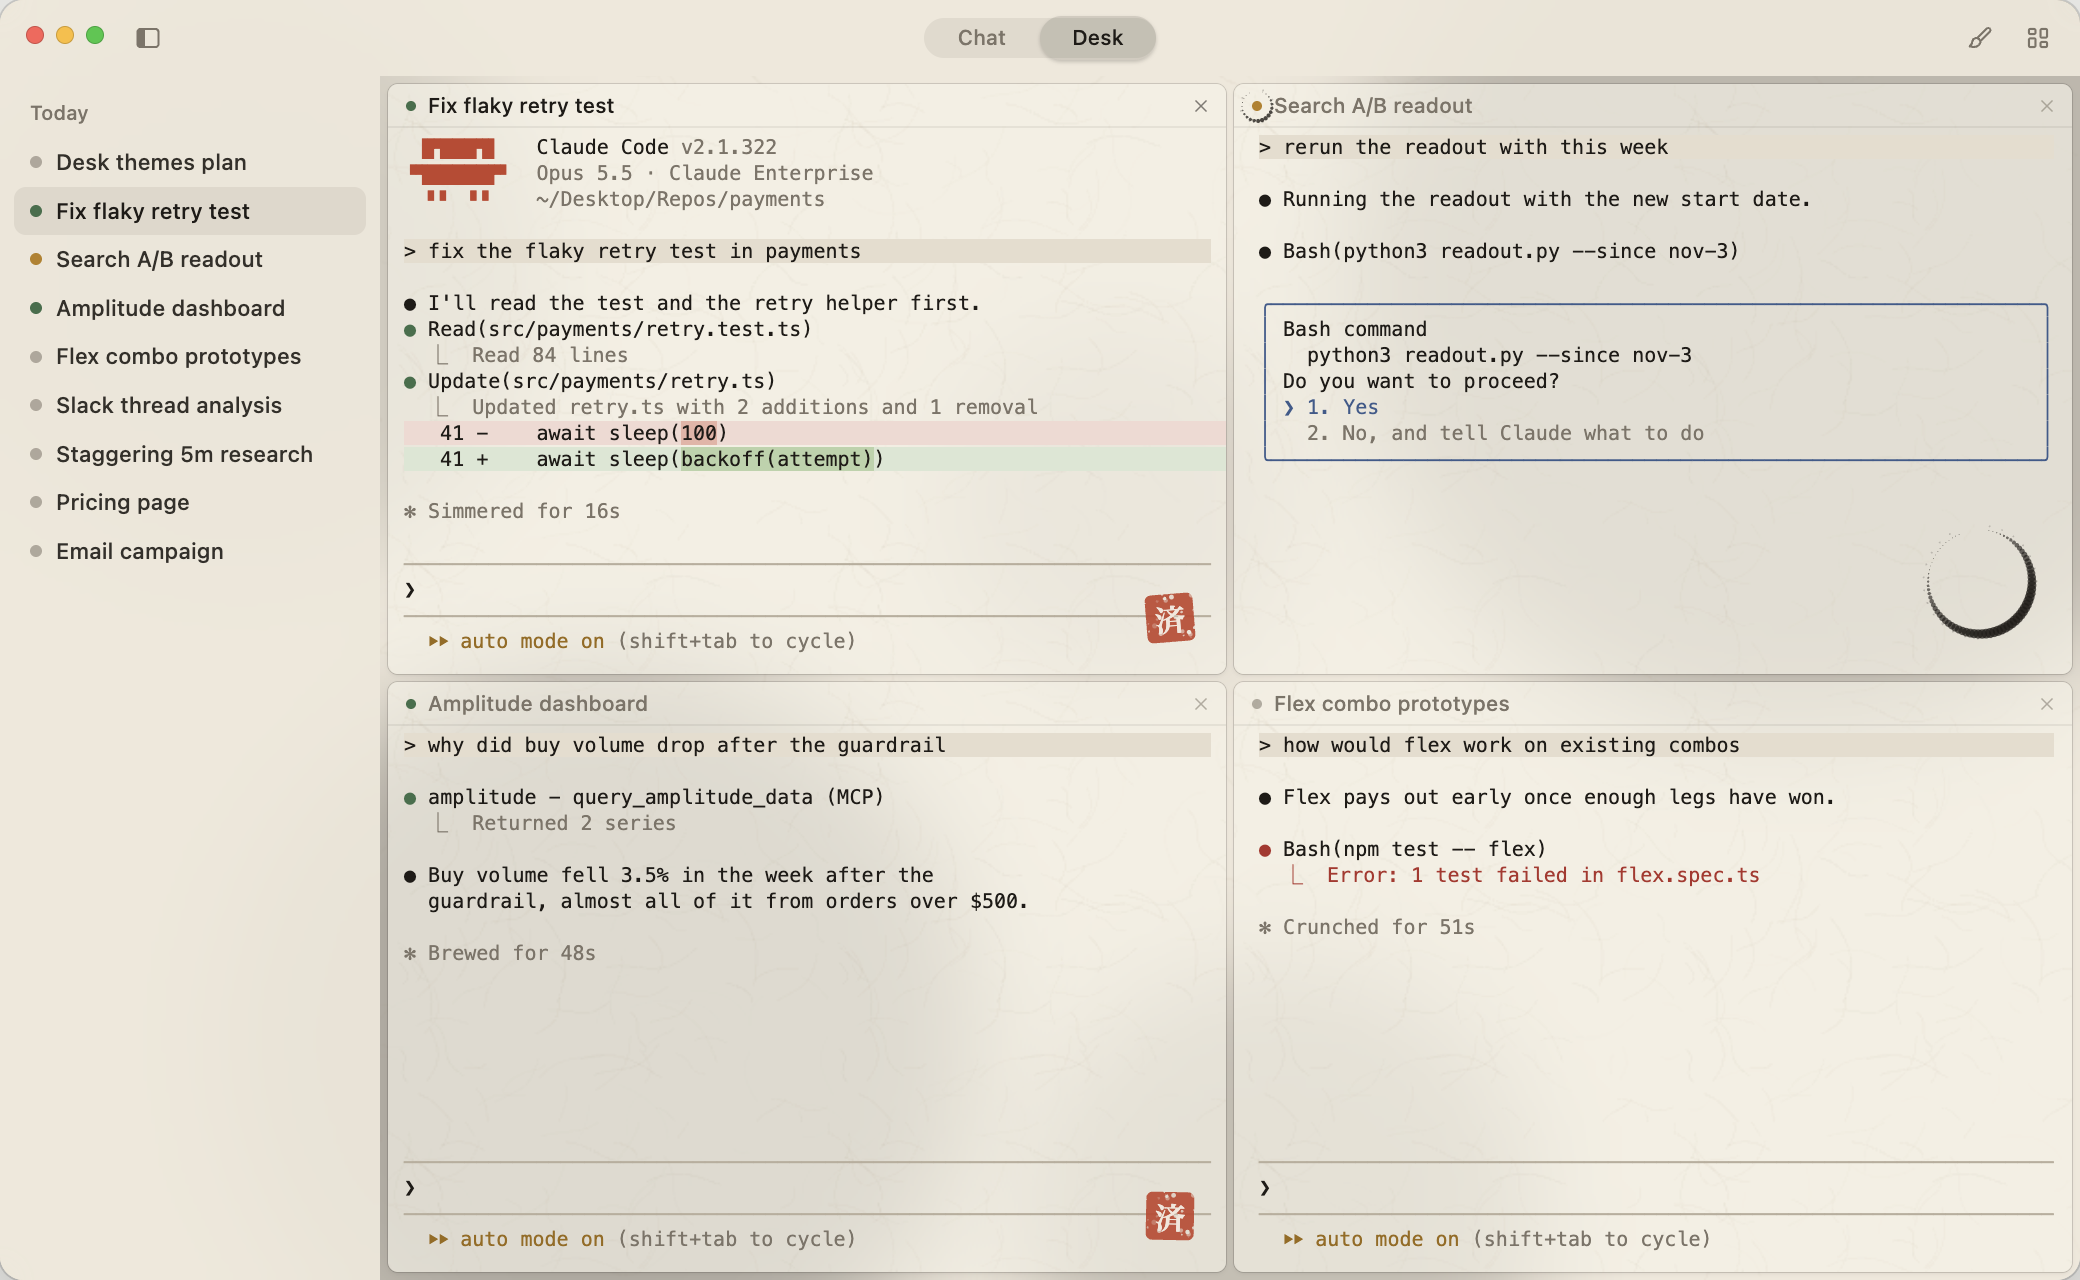 Chat
Desk
Today
Desk themes plan
Fix flaky retry test
Search A/B readout
Amplitude dashboard
Flex combo prototypes
Slack thread analysis
Staggering 5m research
Pricing page
Email campaign
Fix flaky retry test
Claude Code v2.1.322
Opus 5.5 · Claude Enterprise
~/Desktop/Repos/payments
> fix the flaky retry test in payments
● I'll read the test and the retry helper first.
● Read(src/payments/retry.test.ts)
⎿ Read 84 lines
● Update(src/payments/retry.ts)
⎿ Updated retry.ts with 2 additions and 1 removal
41 - await sleep(100)
41 + await sleep(backoff(attempt))
✻ Simmered for 16s
❯
済
⏵⏵ auto mode on (shift+tab to cycle)
Search A/B readout
> rerun the readout with this week
● Running the readout with the new start date.
● Bash(python3 readout.py --since nov-3)
Bash command
python3 readout.py --since nov-3
Do you want to proceed?
❯ 1. Yes
2. No, and tell Claude what to do
Amplitude dashboard
> why did buy volume drop after the guardrail
● amplitude - query_amplitude_data (MCP)
⎿ Returned 2 series
● Buy volume fell 3.5% in the week after the
guardrail, almost all of it from orders over $500.
✻ Brewed for 48s
❯
済
⏵⏵ auto mode on (shift+tab to cycle)
Flex combo prototypes
> how would flex work on existing combos
● Flex pays out early once enough legs have won.
● Bash(npm test -- flex)
⎿ Error: 1 test failed in flex.spec.ts
✻ Crunched for 51s
❯
⏵⏵ auto mode on (shift+tab to cycle)